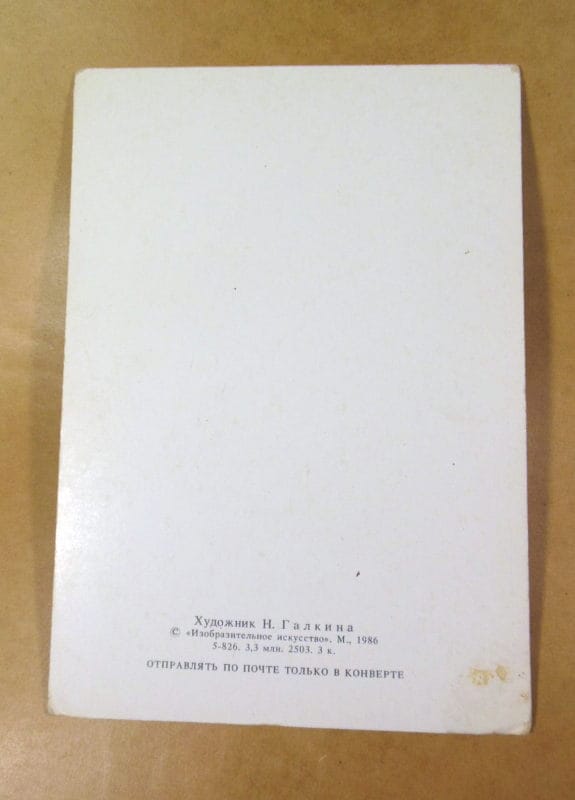 Художник Н. Галкина
© «Изобразительное искусство». М., 1986
5-826. 3,3 млн. 2503. 3 к.
ОТПРАВЛЯТЬ ПО ПОЧТЕ ТОЛЬКО В КОНВЕРТЕ